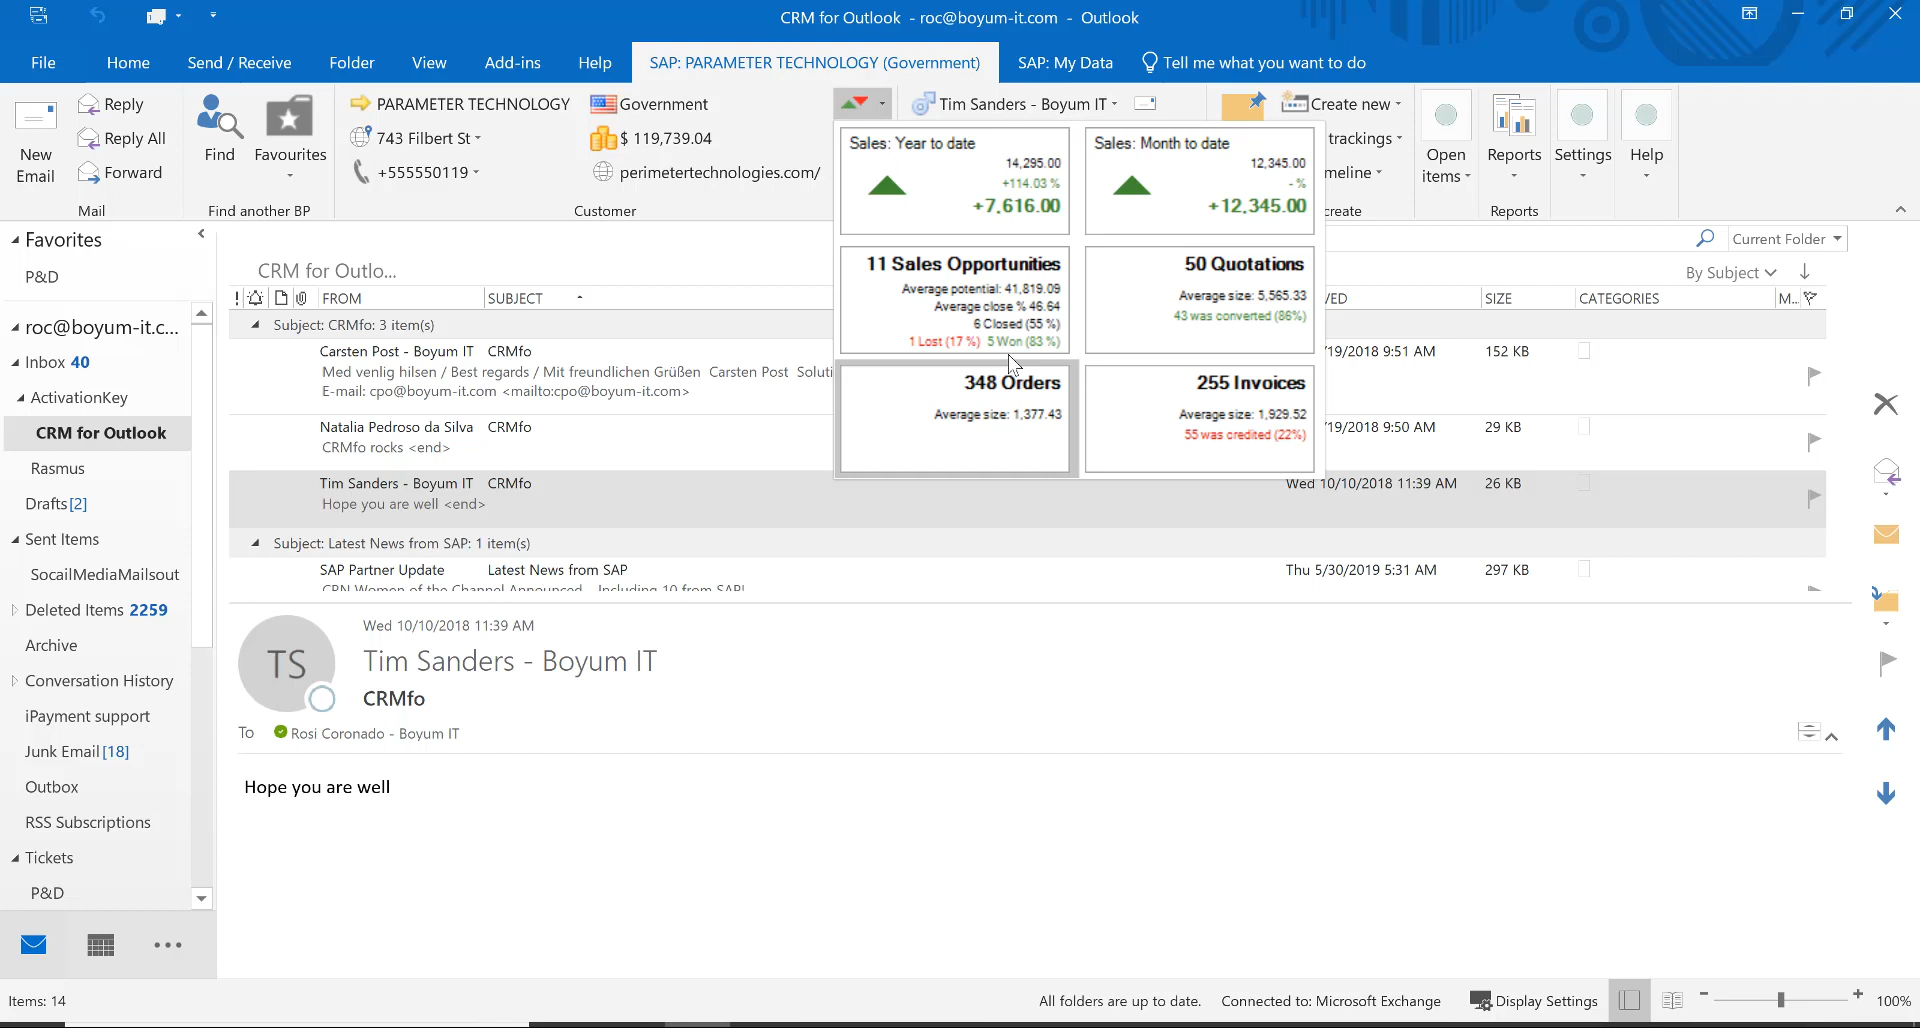 CRM for Outlook - roc@boyum-it.com - Outlook
File Home Send / Receive Folder View Add-ins Help SAP: PARAMETER TECHNOLOGY (Government) SAP: My Data Tell me what you want to do
New Email
Reply
Reply All
Forward
Mail
Find
Favourites
Find another BP
PARAMETER TECHNOLOGY
743 Filbert St
+555550119
Government
$ 119,739.04
perimetertechnologies.com/
Customer
Tim Sanders - Boyum IT
Create new
trackings
meline
create
Open items
Reports
Reports
Settings
Help
Sales: Year to date
14,295.00
+114.03 %
+7,616.00
Sales: Month to date
12,345.00
- %
+12,345.00
11 Sales Opportunities
Average potential: 41,819.09
Average close % 46.64
6 Closed (55 %)
1 Lost (17 %) 5 Won (83 %)
50 Quotations
Average size: 5,565.33
43 was converted (86%)
348 Orders
Average size: 1,377.43
255 Invoices
Average size: 1,929.52
55 was credited (22%)
Favorites
P&D
roc@boyum-it.c...
Inbox 40
ActivationKey
CRM for Outlook
Rasmus
Drafts [2]
Sent Items
SocailMediaMailsout
Deleted Items 2259
Archive
Conversation History
iPayment support
Junk Email [18]
Outbox
RSS Subscriptions
Tickets
P&D
CRM for Outlo...
Current Folder
By Subject
! FROM SUBJECT VED SIZE CATEGORIES M...
Subject: CRMfo: 3 item(s)
Carsten Post - Boyum IT CRMfo /19/2018 9:51 AM 152 KB
Med venlig hilsen / Best regards / Mit freundlichen Grüßen Carsten Post Soluti
E-mail: cpo@boyum-it.com <mailto:cpo@boyum-it.com>
Natalia Pedroso da Silva CRMfo /19/2018 9:50 AM 29 KB
CRMfo rocks <end>
Tim Sanders - Boyum IT CRMfo Wed 10/10/2018 11:39 AM 26 KB
Hope you are well <end>
Subject: Latest News from SAP: 1 item(s)
SAP Partner Update Latest News from SAP Thu 5/30/2019 5:31 AM 297 KB
CRN Women of the Channel Announced Including 10 from SAP!
Wed 10/10/2018 11:39 AM
TS
Tim Sanders - Boyum IT
CRMfo
To Rosi Coronado - Boyum IT
Hope you are well
Items: 14
All folders are up to date. Connected to: Microsoft Exchange Display Settings 100%